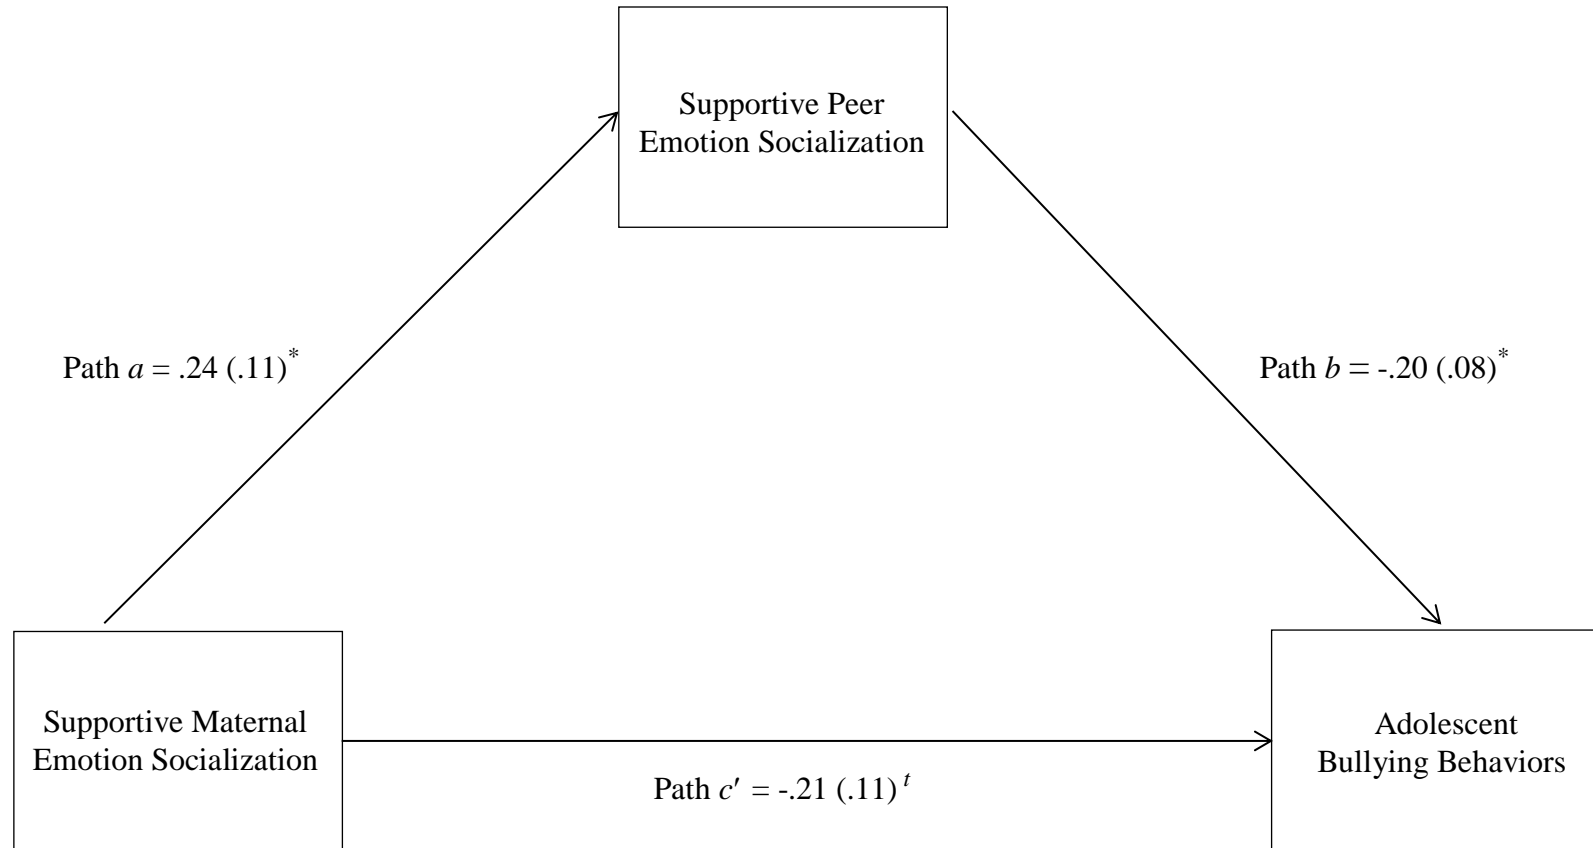 Supportive Peer
Emotion Socialization
Path a = .24 (.11)*
Path b = -.20 (.08)*
Supportive Maternal
Emotion Socialization
Adolescent
Bullying Behaviors
Path c′ = -.21 (.11) t